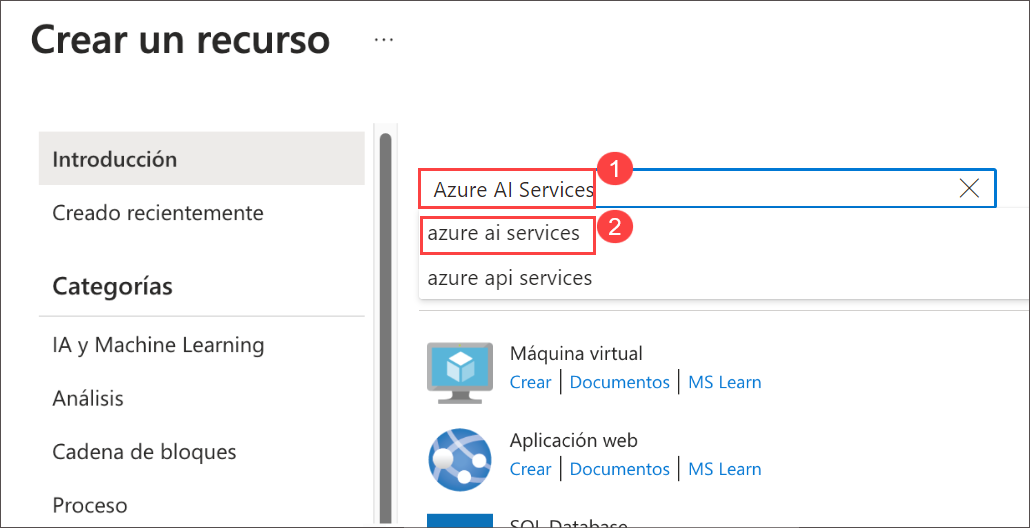 Crear un recurso ...
Introducción
Creado recientemente
Categorías
IA y Machine Learning
Análisis
Cadena de bloques
Proceso
Azure AI Services
1
azure ai services
2
azure api services
Máquina virtual
Crear | Documentos | MS Learn
Aplicación web
Crear | Documentos | MS Learn
SQL Database